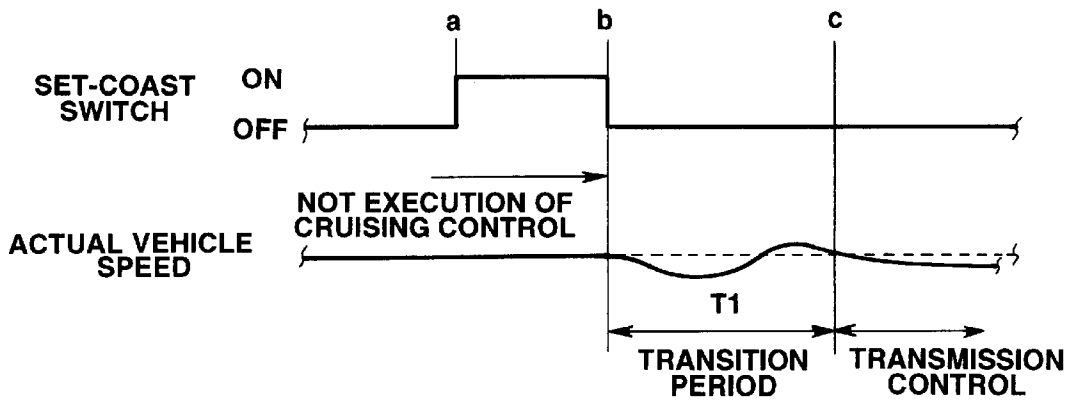 a
b
c
SET-COAST
SWITCH
ON
OFF
NOT EXECUTION OF
CRUISING CONTROL
ACTUAL VEHICLE
SPEED
T1
TRANSITION
PERIOD
TRANSMISSION
CONTROL